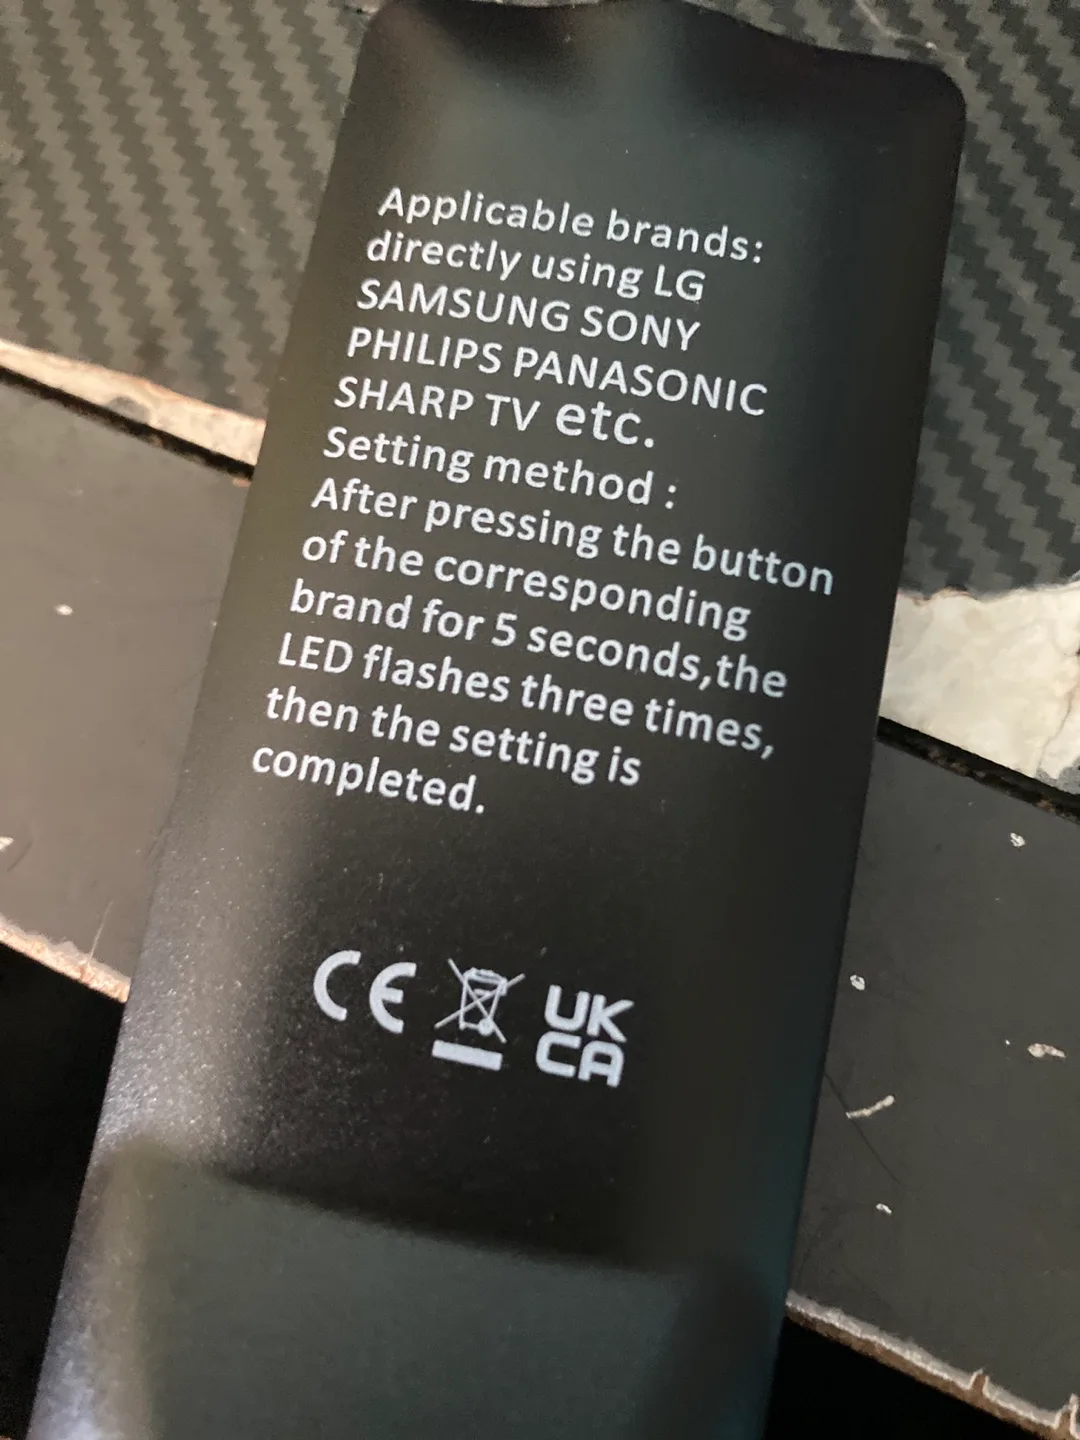 Applicable brands:
directly using LG
SAMSUNG SONY
PHILIPS PANASONIC
SHARP TV etc.
Setting method :
After pressing the button
of the corresponding
brand for 5 seconds,the
LED flashes three times,
then the setting is
completed.
CE UK
CA